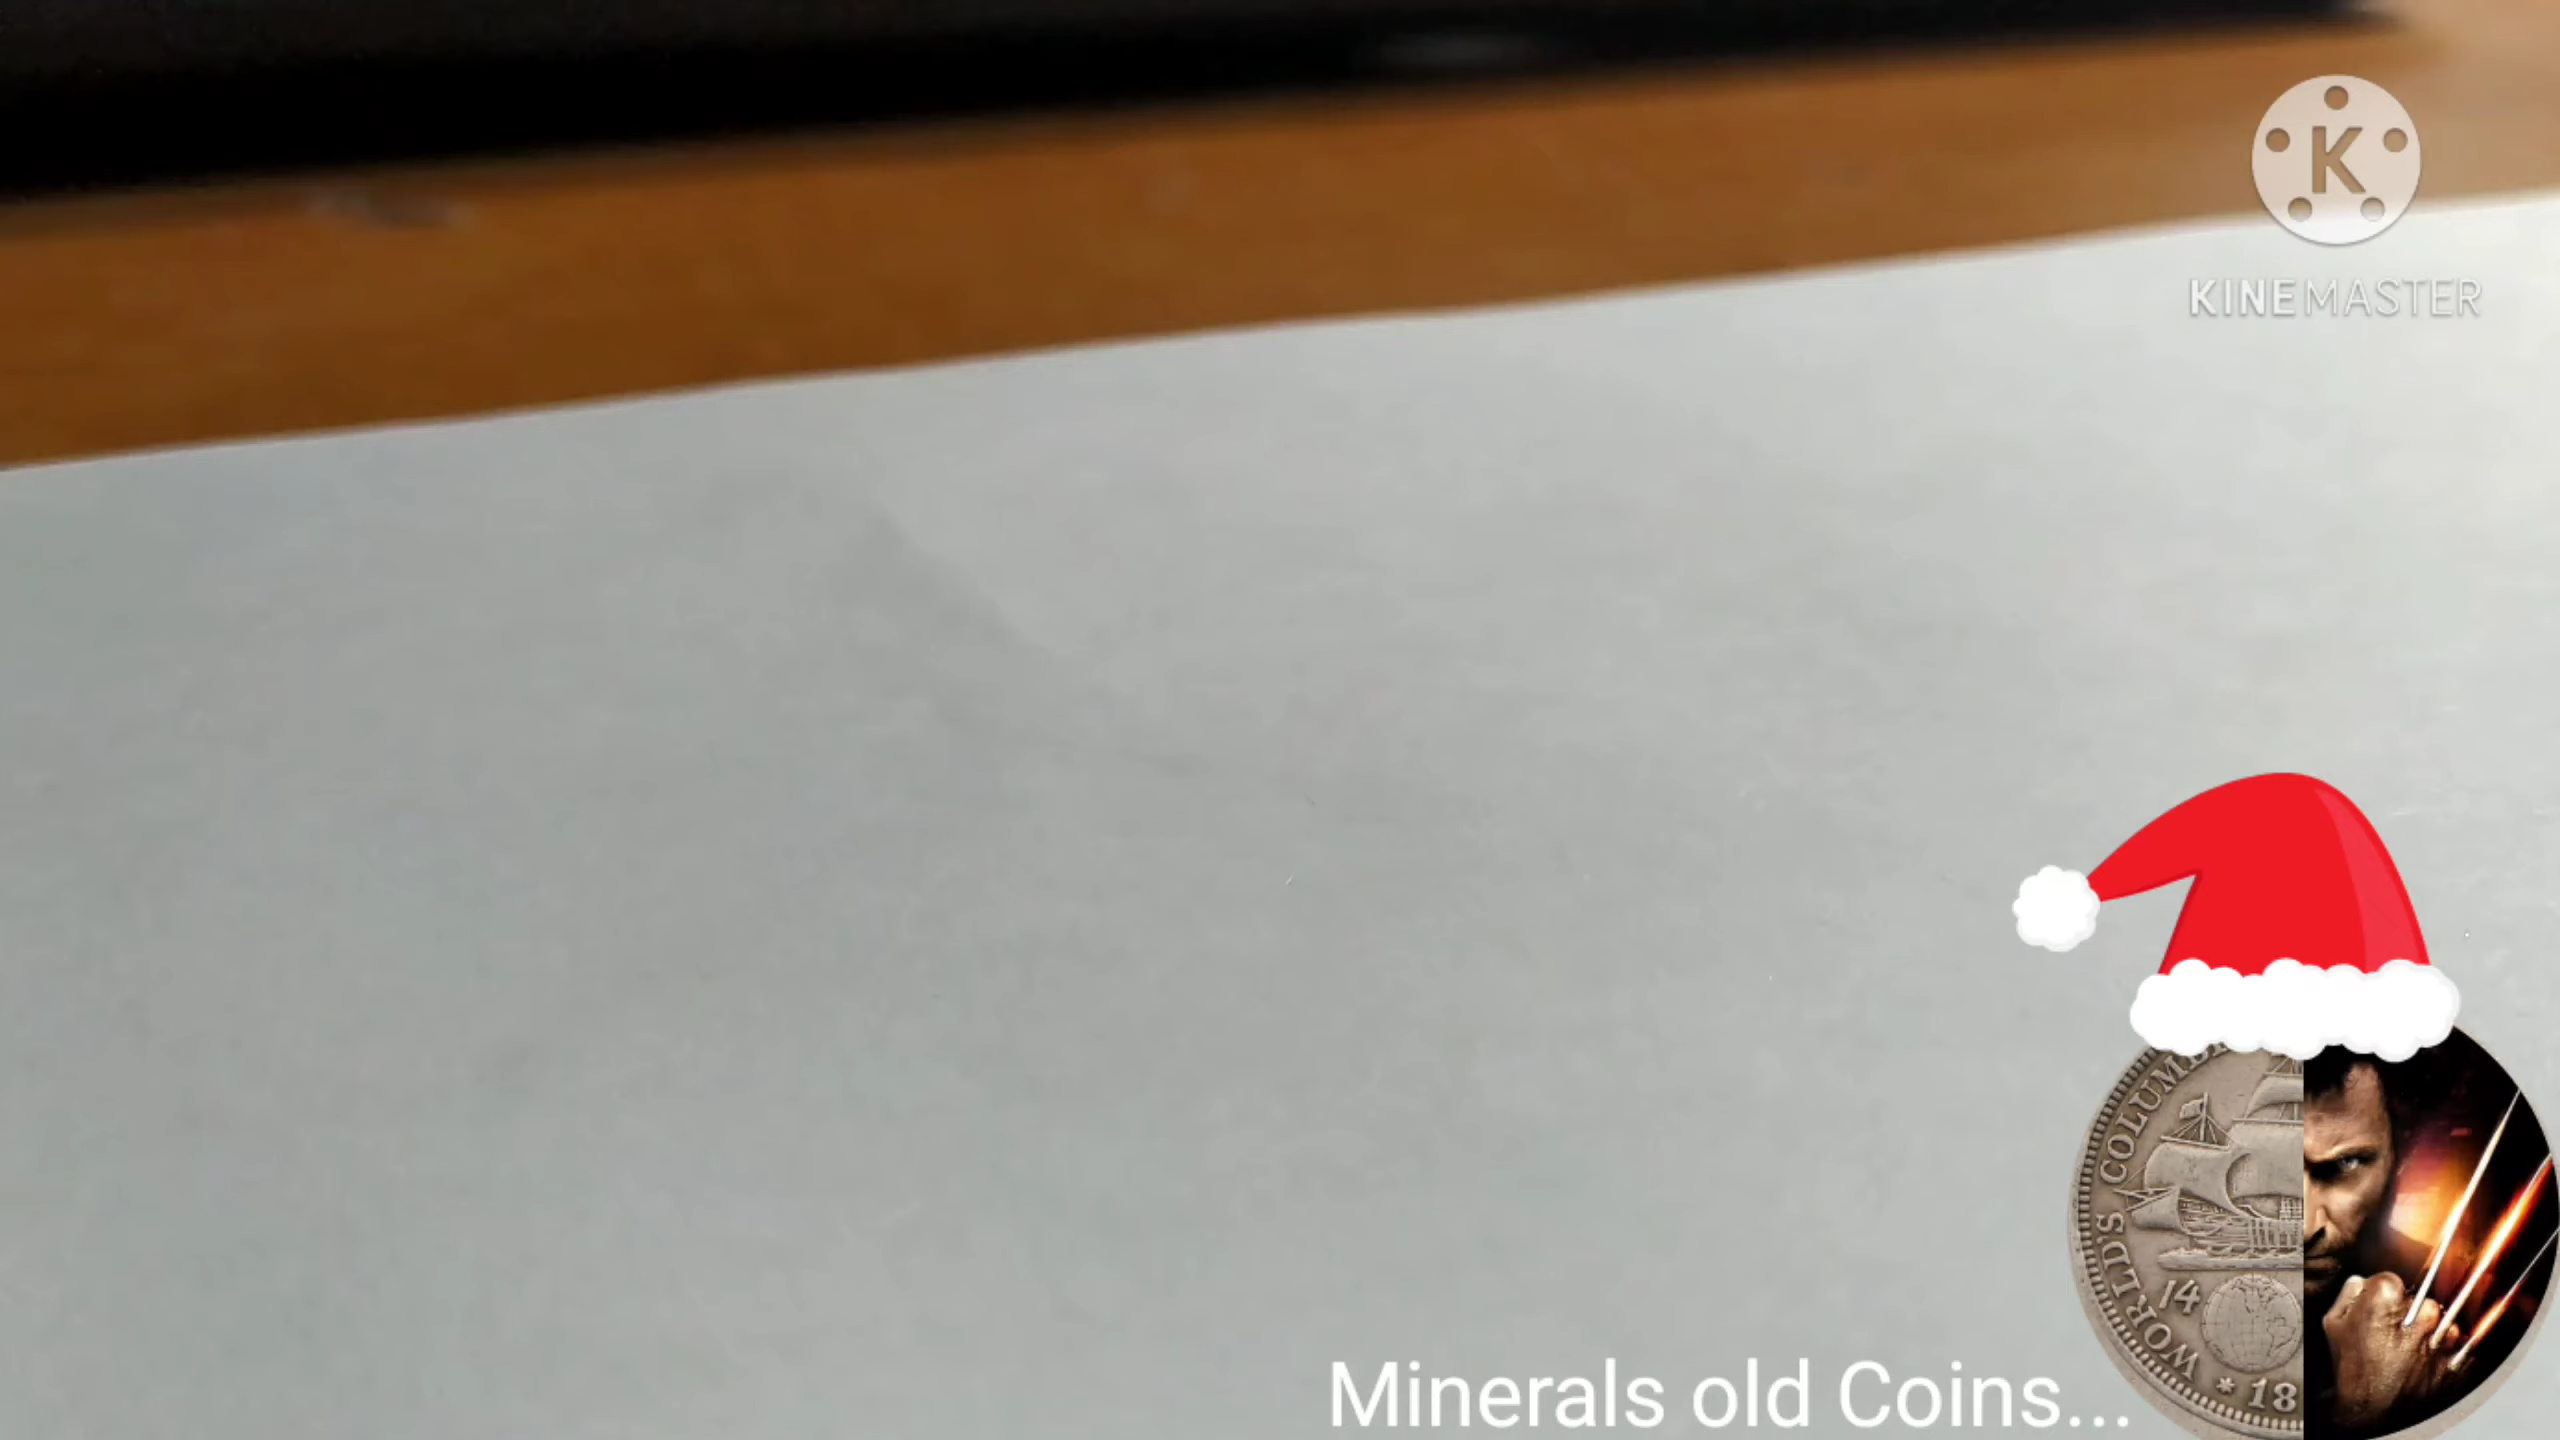 K
KINEMASTER
WORLD'S COLUMB
14
* 18
Minerals old Coins...